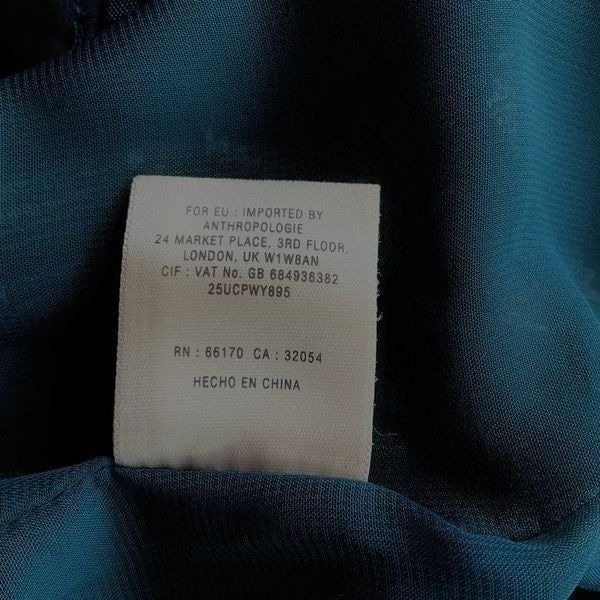 FOR EU : IMPORTED BY
ANTHROPOLOGIE
24 MARKET PLACE, 3RD FLOOR,
LONDON, UK W1W8AN
CIF : VAT No. GB 684936382
25UCPWY895
RN : 66170 CA : 32054
HECHO EN CHINA